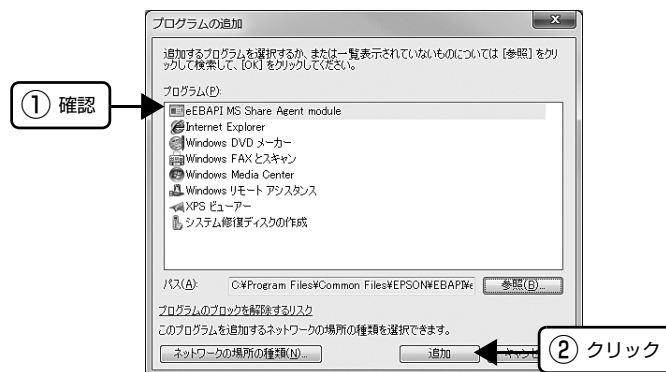 プログラムの追加
追加するプログラムを選択するか、または一覧表示されていないものについては [参照] をクリ
ックして検索して、[OK] をクリックしてください。
プログラム(P):
① 確認
eEBAPI MS Share Agent module
Internet Explorer
Windows DVD メーカー
Windows FAX とスキャン
Windows Media Center
Windows リモート アシスタンス
XPS ビューアー
システム修復ディスクの作成
パス(A):
C:¥Program Files¥Common Files¥EPSON¥EBAPI¥e
参照(B)...
プログラムのブロックを解除するリスク
このプログラムを追加するネットワークの場所の種類を選択できます。
ネットワークの場所の種類(N)...
追加
② クリック